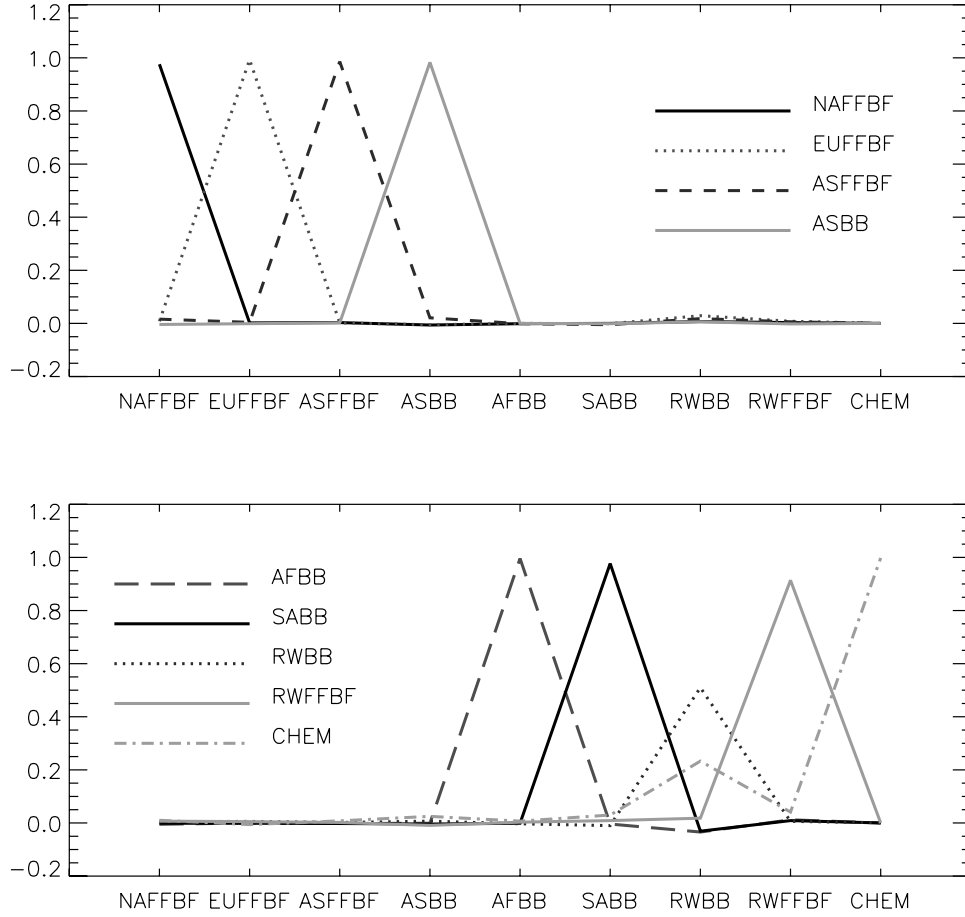 1.2
1.0
0.8
0.6
0.4
0.2
0.0
-0.2
NAFFBF
EUFFBF
ASFFBF
ASBB
NAFFBF EUFFBF ASFFBF ASBB AFBB SABB RWBB RWFFBF CHEM
1.2
1.0
0.8
0.6
0.4
0.2
0.0
-0.2
AFBB
SABB
RWBB
RWFFBF
CHEM
NAFFBF EUFFBF ASFFBF ASBB AFBB SABB RWBB RWFFBF CHEM